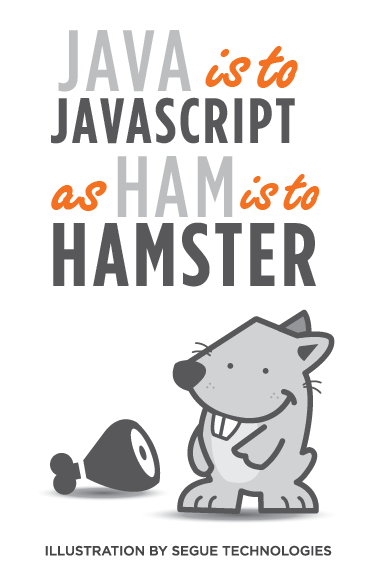 JAVA is to
JAVASCRIPT
as HAM is to
HAMSTER
ILLUSTRATION BY SEGUE TECHNOLOGIES